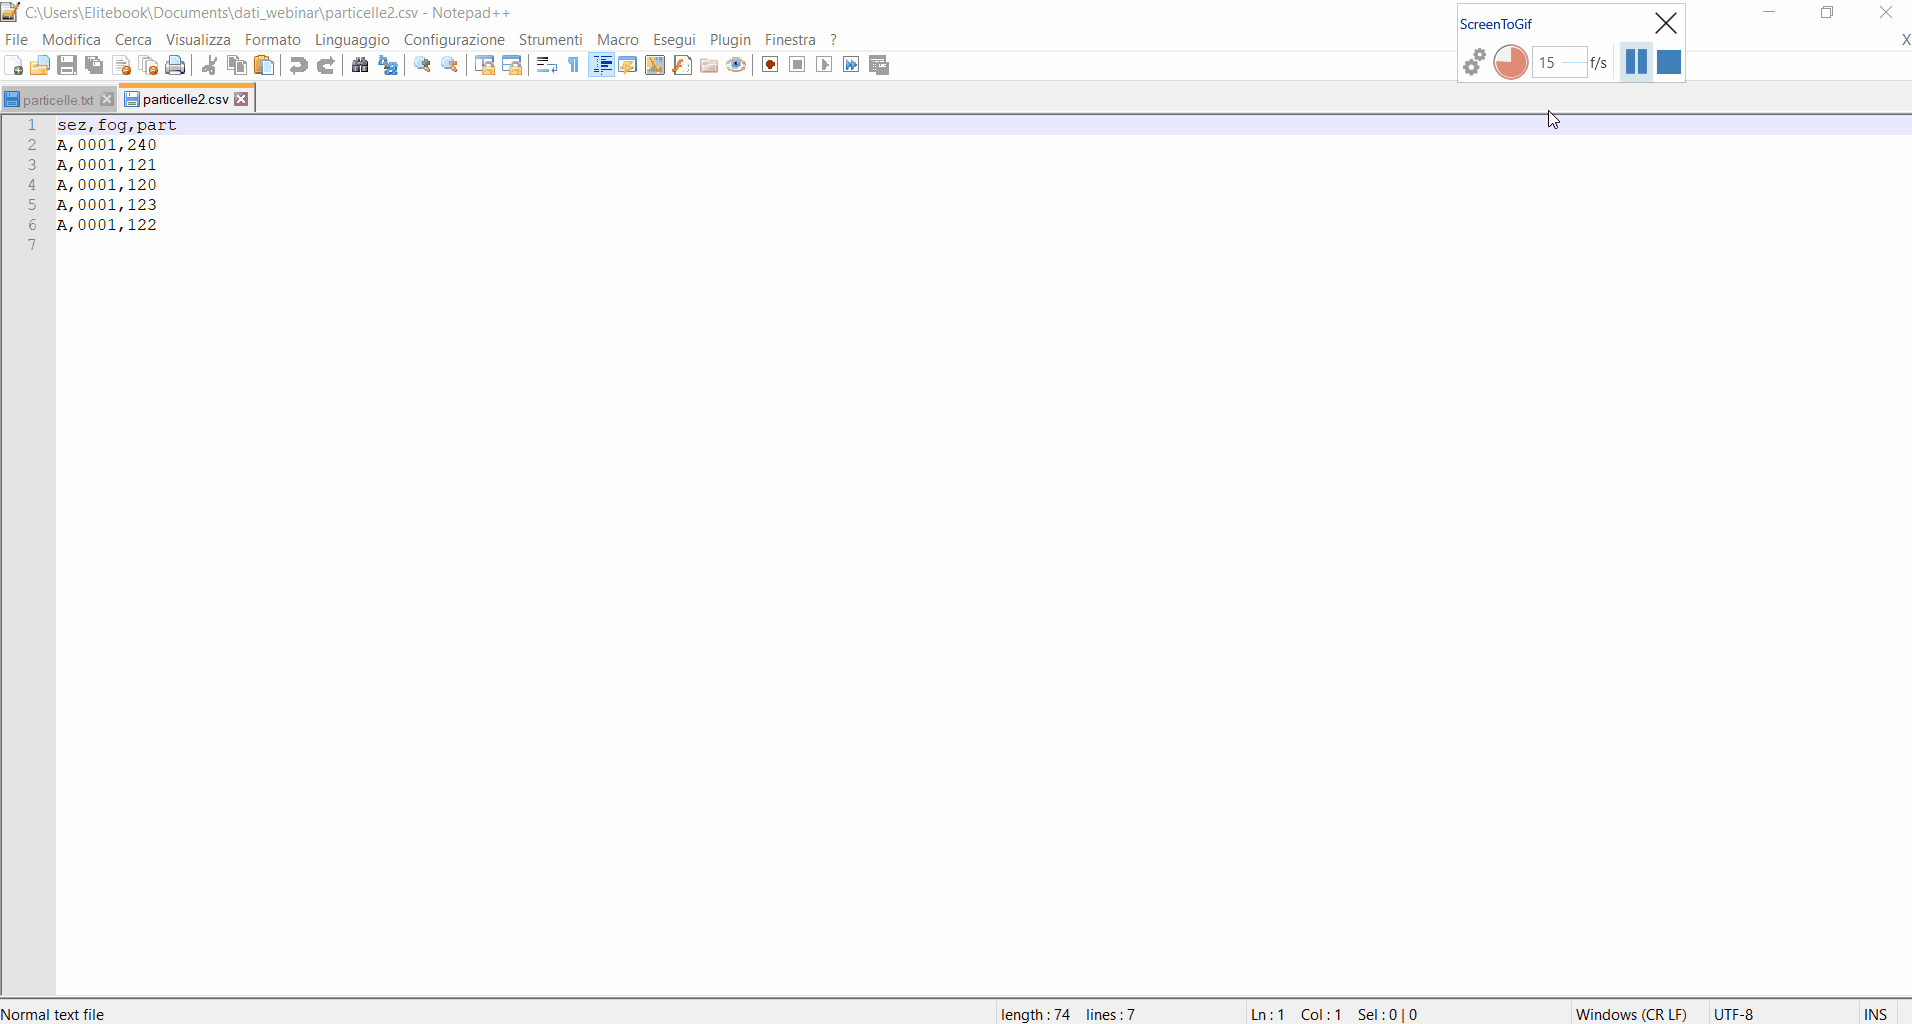 C:\Users\Elitebook\Documents\dati_webinar\particelle2.csv - Notepad++
ScreenToGif
File Modifica Cerca Visualizza Formato Linguaggio Configurazione Strumenti Macro Esegui Plugin Finestra ?
X
15 f/s
particelle.txt particelle2.csv
1 sez,fog,part
2 A,0001,240
3 A,0001,121
4 A,0001,120
5 A,0001,123
6 A,0001,122
7
Normal text file length : 74 lines : 7 Ln : 1 Col : 1 Sel : 0 | 0 Windows (CR LF) UTF-8 INS